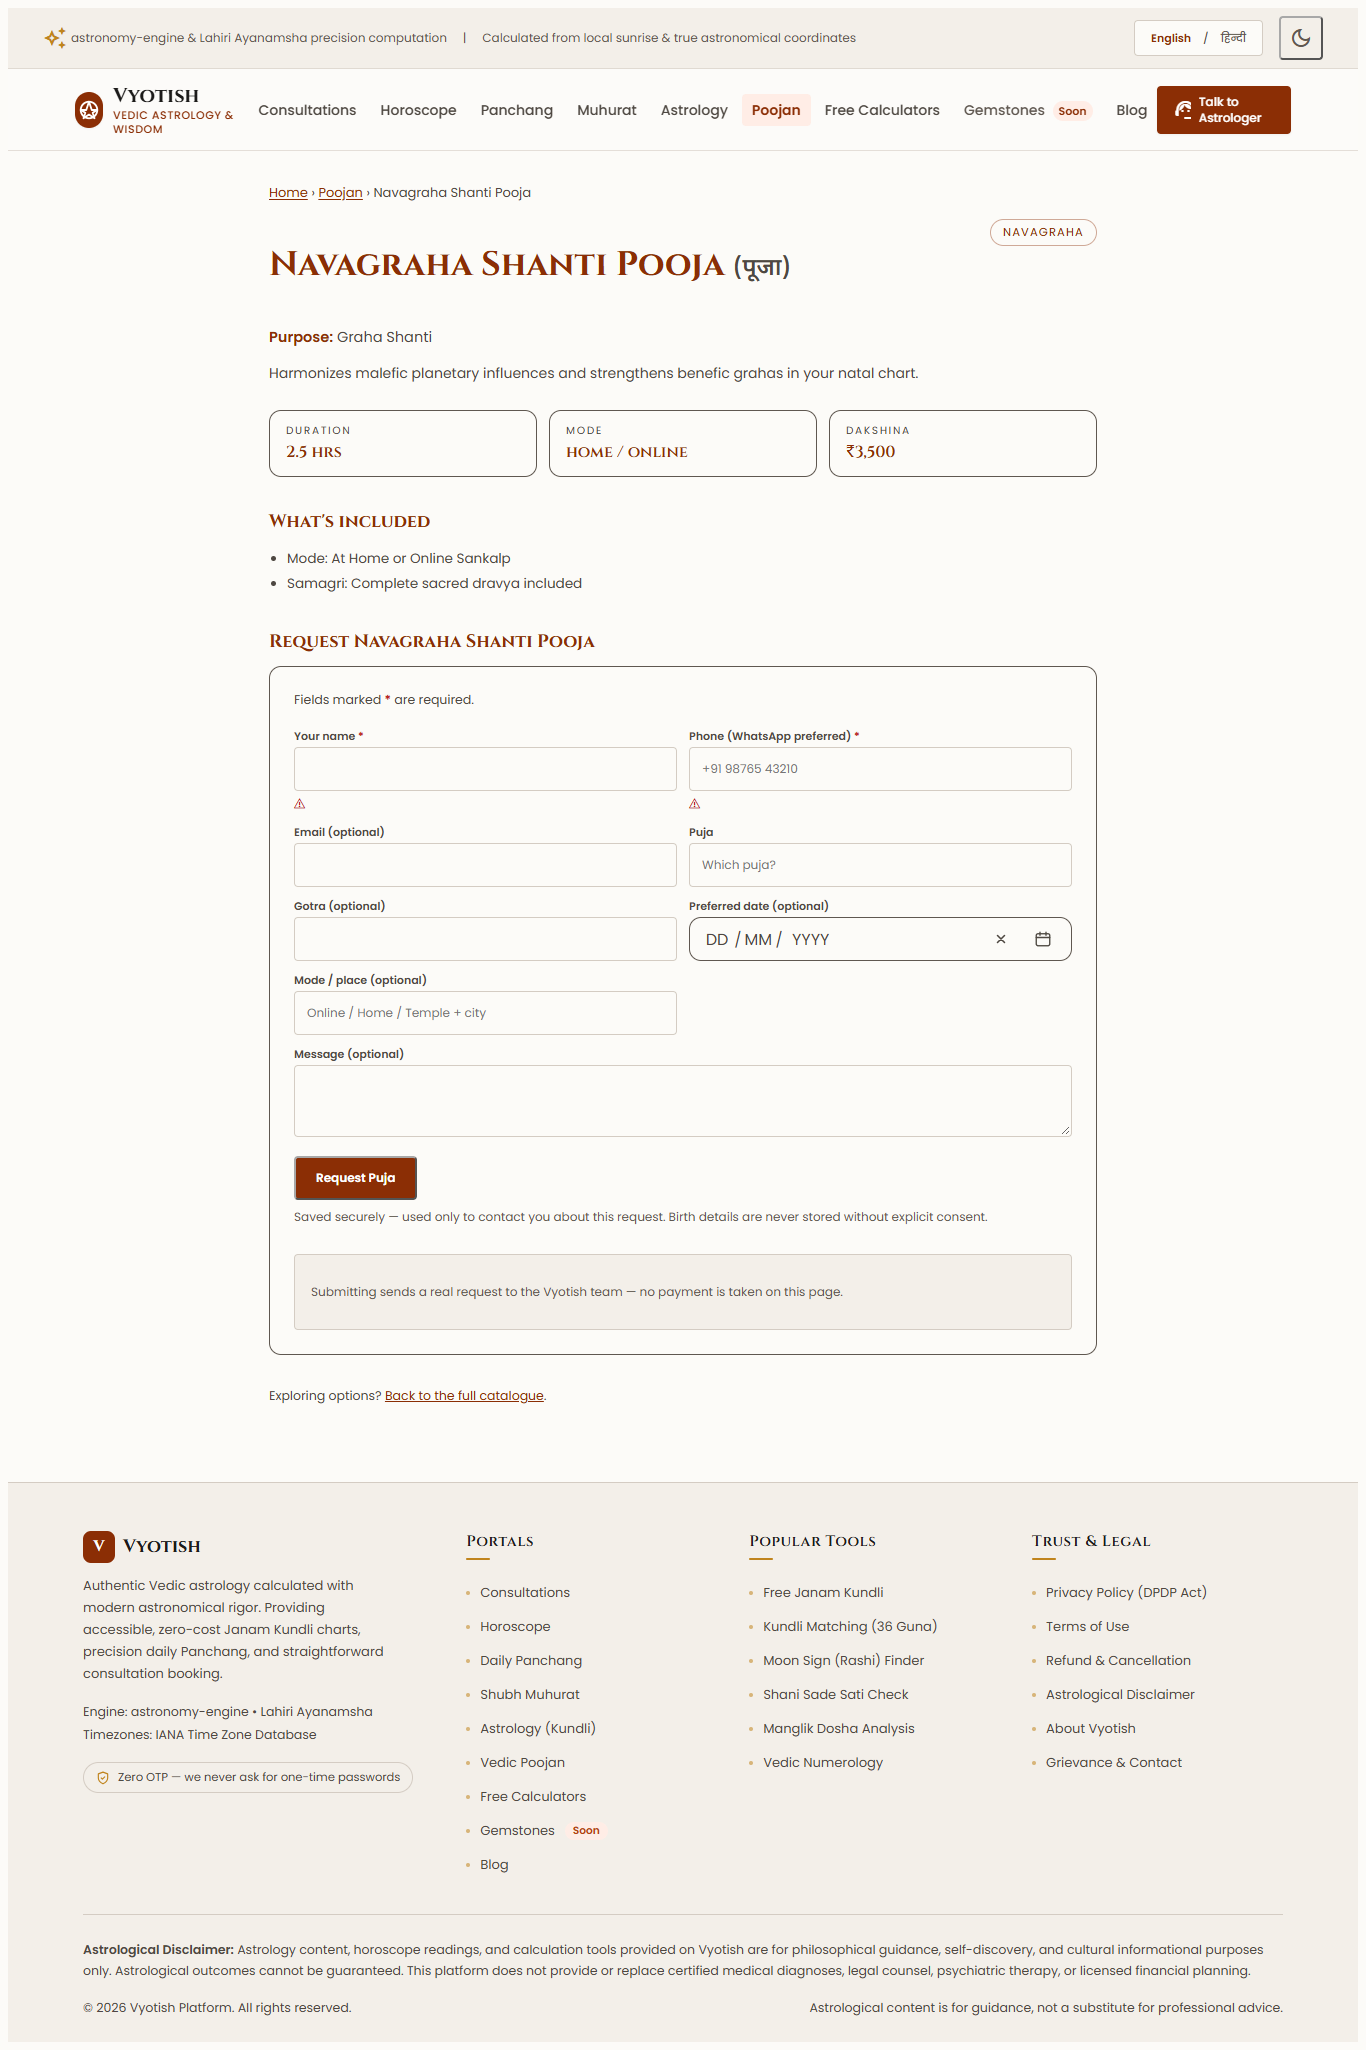 astronomy-engine & Lahiri Ayanamsha precision computation | Calculated from local sunrise & true astronomical coordinates
English / हिन्दी
Vyotish
VEDIC ASTROLOGY &
WISDOM
Consultations Horoscope Panchang Muhurat Astrology Poojan Free Calculators Gemstones Soon Blog
Talk to
Astrologer
Home › Poojan › Navagraha Shanti Pooja
NAVAGRAHA
Navagraha Shanti Pooja (पूजा)
Purpose: Graha Shanti
Harmonizes malefic planetary influences and strengthens benefic grahas in your natal chart.
DURATION
2.5 hrs
MODE
Home / Online
DAKSHINA
₹3,500
What's included
• Mode: At Home or Online Sankalp
• Samagri: Complete sacred dravya included
Request Navagraha Shanti Pooja
Fields marked * are required.
Your name *
Phone (WhatsApp preferred) *
+91 98765 43210
Email (optional)
Puja
Which puja?
Gotra (optional)
Preferred date (optional)
DD / MM / YYYY
Mode / place (optional)
Online / Home / Temple + city
Message (optional)
Request Puja
Saved securely — used only to contact you about this request. Birth details are never stored without explicit consent.
Submitting sends a real request to the Vyotish team — no payment is taken on this page.
Exploring options? Back to the full catalogue.
V Vyotish
Authentic Vedic astrology calculated with
modern astronomical rigor. Providing
accessible, zero-cost Janam Kundli charts,
precision daily Panchang, and straightforward
consultation booking.
Engine: astronomy-engine • Lahiri Ayanamsha
Timezones: IANA Time Zone Database
Zero OTP — we never ask for one-time passwords
Portals
• Consultations
• Horoscope
• Daily Panchang
• Shubh Muhurat
• Astrology (Kundli)
• Vedic Poojan
• Free Calculators
• Gemstones Soon
• Blog
Popular Tools
• Free Janam Kundli
• Kundli Matching (36 Guna)
• Moon Sign (Rashi) Finder
• Shani Sade Sati Check
• Manglik Dosha Analysis
• Vedic Numerology
Trust & Legal
• Privacy Policy (DPDP Act)
• Terms of Use
• Refund & Cancellation
• Astrological Disclaimer
• About Vyotish
• Grievance & Contact
Astrological Disclaimer: Astrology content, horoscope readings, and calculation tools provided on Vyotish are for philosophical guidance, self-discovery, and cultural informational purposes
only. Astrological outcomes cannot be guaranteed. This platform does not provide or replace certified medical diagnoses, legal counsel, psychiatric therapy, or licensed financial planning.
© 2026 Vyotish Platform. All rights reserved.
Astrological content is for guidance, not a substitute for professional advice.